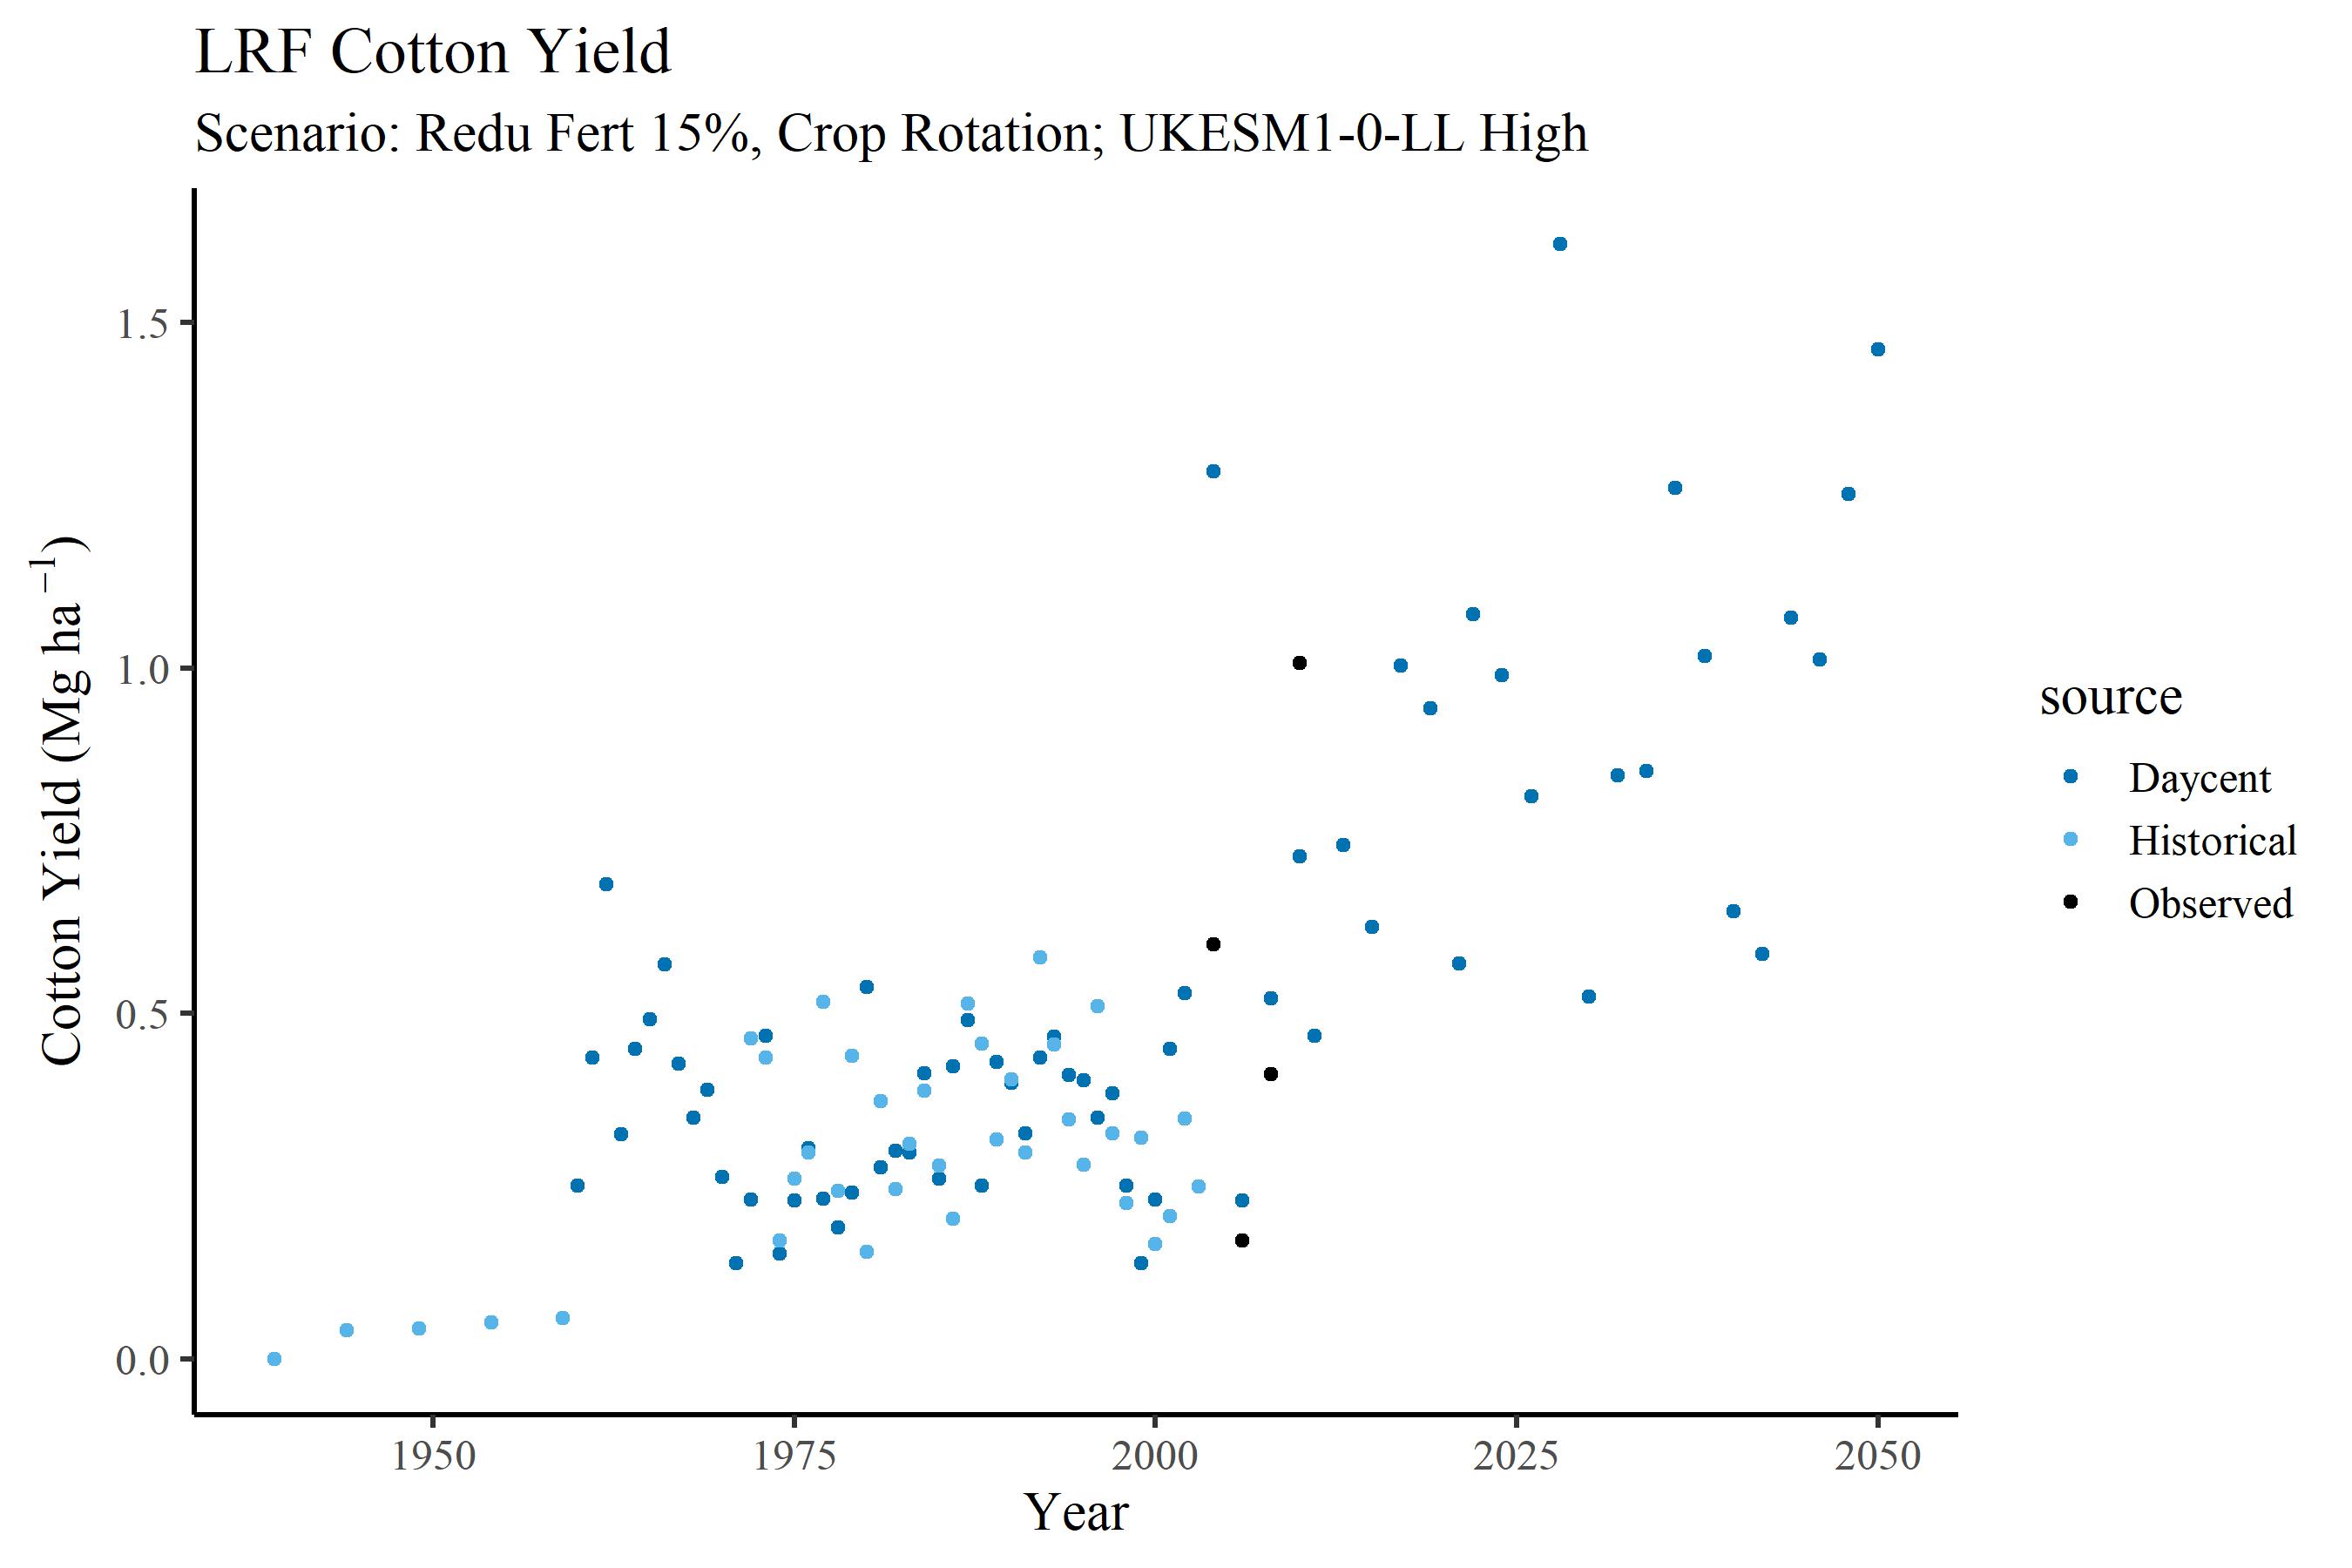 LRF Cotton Yield
Scenario: Redu Fert 15%, Crop Rotation; UKESM1-0-LL High
Cotton Yield (Mg ha⁻¹)
1.5
1.0
0.5
0.0
1950 1975 2000 2025 2050
Year
source
Daycent
Historical
Observed